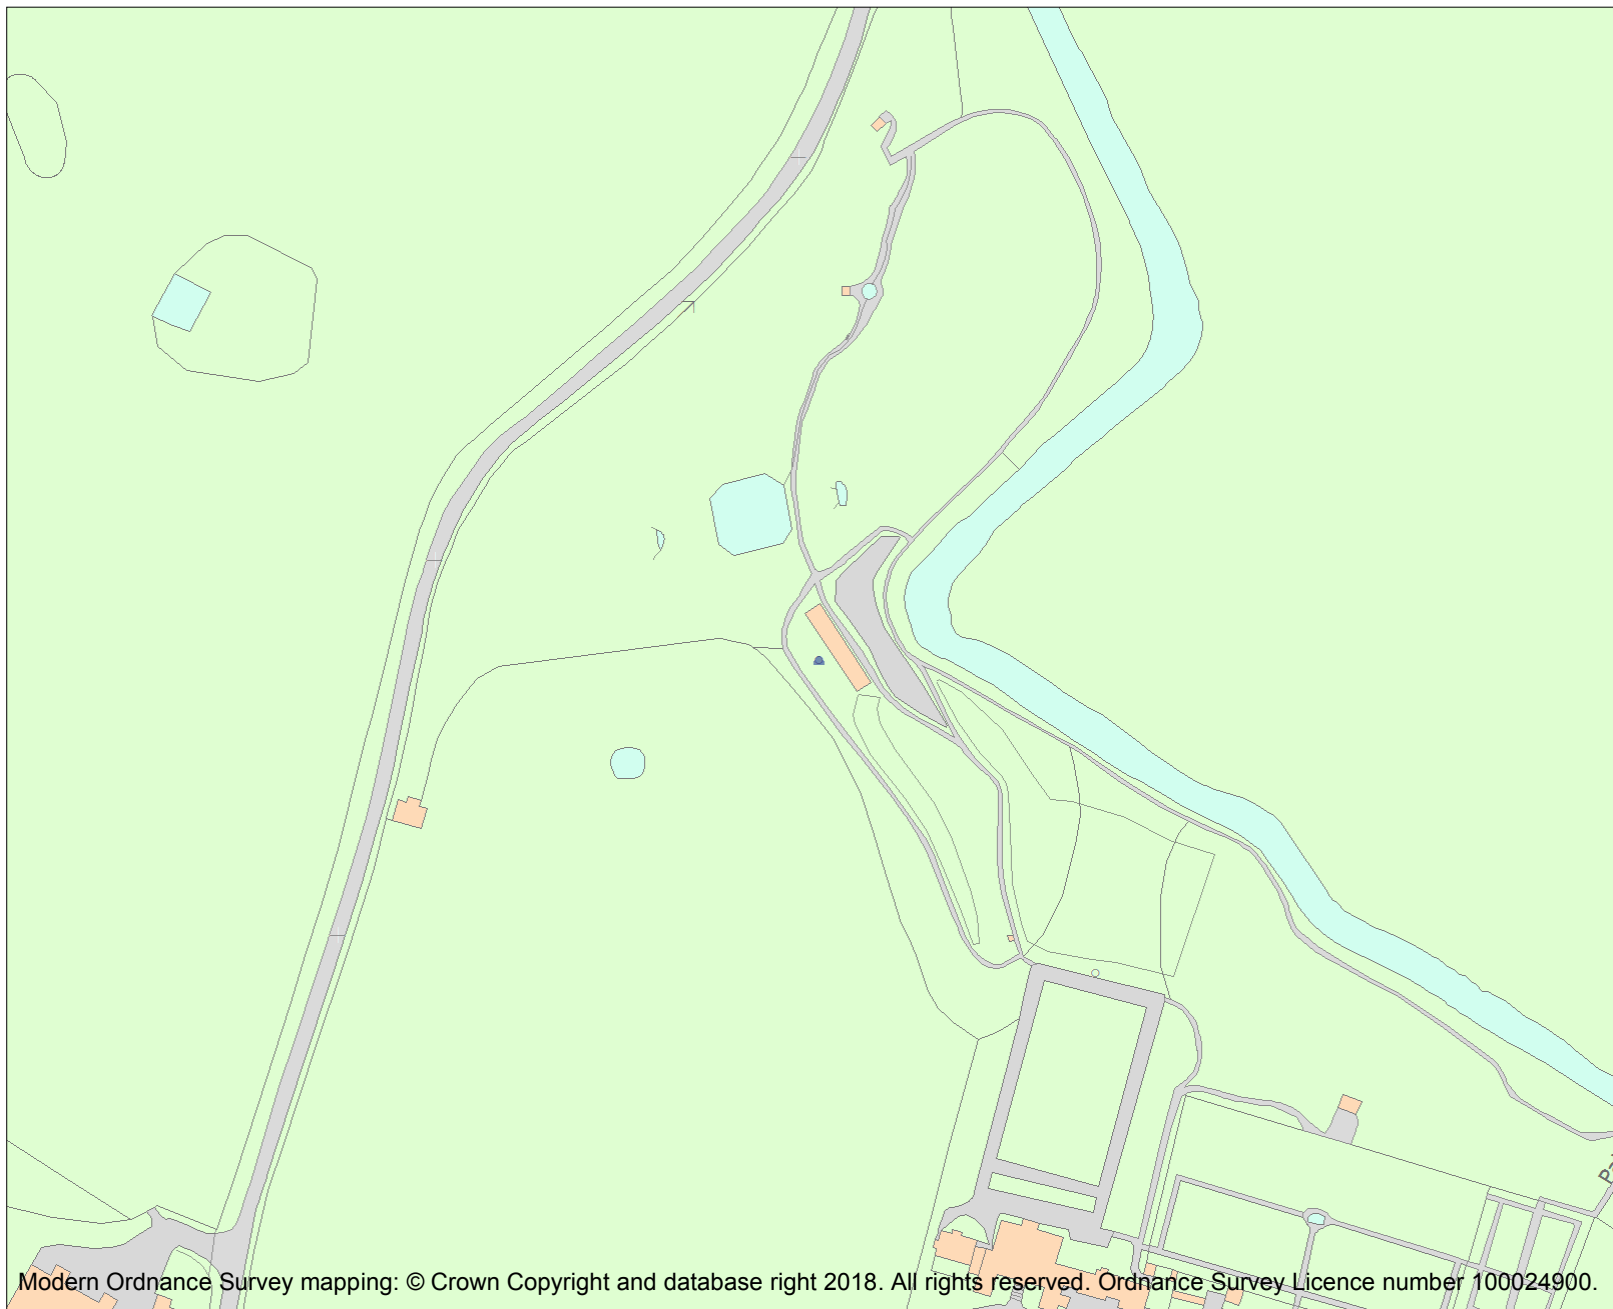 Modern Ordnance Survey mapping: © Crown Copyright and database right 2018. All rights reserved. Ordnance Survey Licence number 100024900.